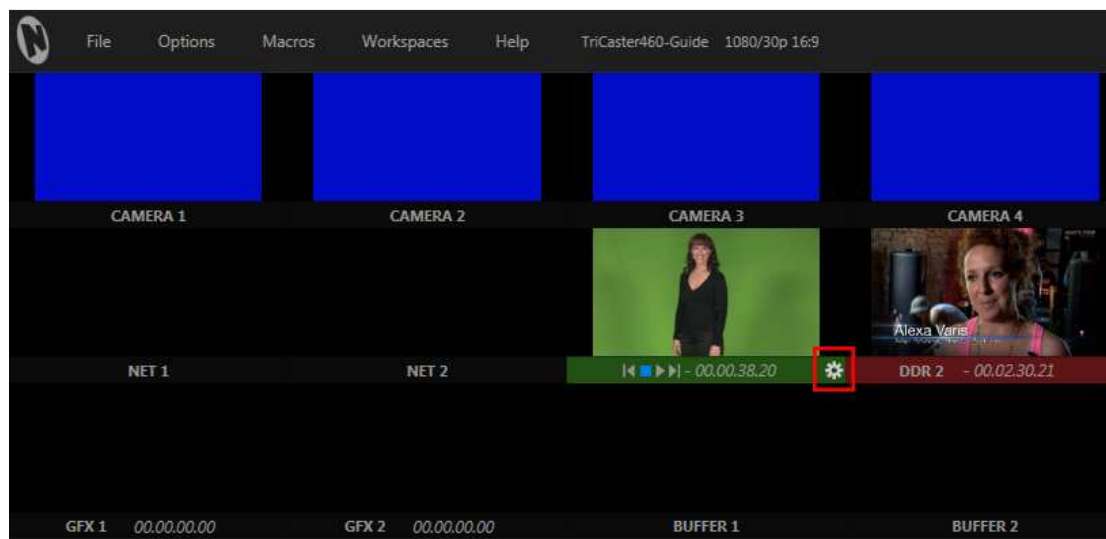 N File Options Macros Workspaces Help TriCaster460-Guide 1080/30p 16:9
CAMERA 1 CAMERA 2 CAMERA 3 CAMERA 4
Alexa Varis
NET 1 NET 2 - 00.00.38.20 DDR 2 - 00.02.30.21
GFX 1 00.00.00.00 GFX 2 00.00.00.00 BUFFER 1 BUFFER 2